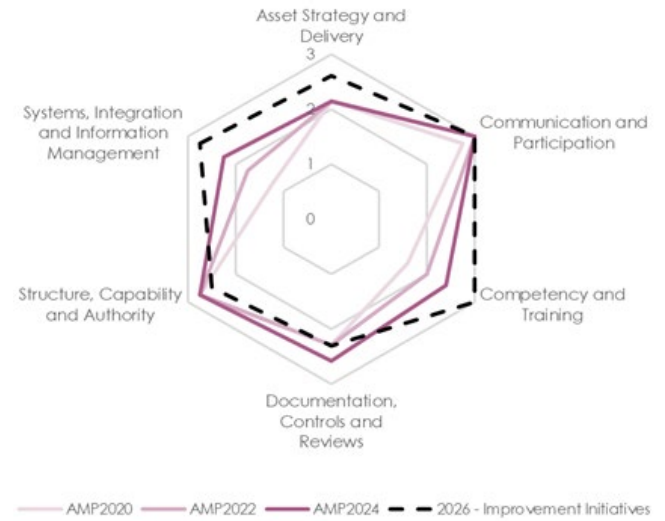 Asset Strategy and
Delivery
3
Systems, Integration
and Information
Management
2
Communication and
Participation
1
0
Structure, Capability
and Authority
Competency and
Training
Documentation,
Controls and
Reviews
AMP2020 AMP2022 AMP2024 2026 - Improvement Initiatives